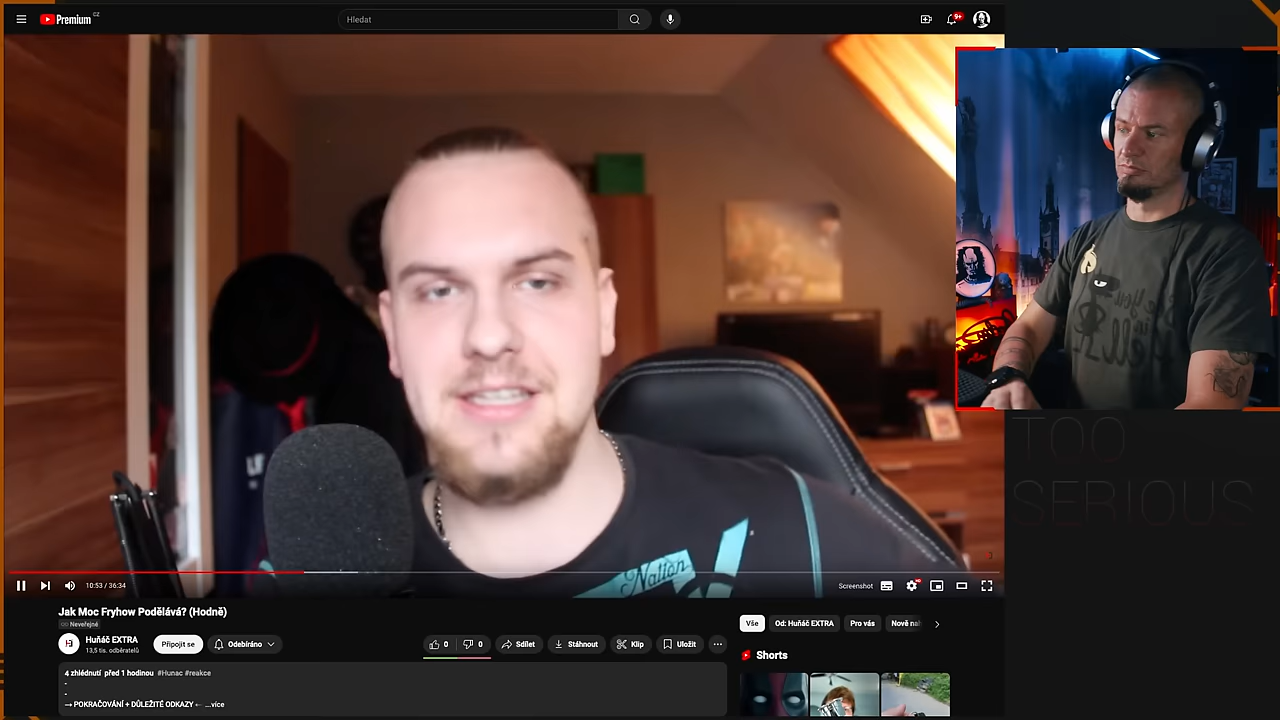 Premium CZ
Hledat
9+
Nation
10:53 / 36:34
Screenshot
TOO
SERIOUS
Jak Moc Fryhow Podělává? (Hodně)
Neveřejné
Huňáč EXTRA
13,5 tis. odběratelů
Připojit se
Odebíráno
0
0
Sdílet
Stáhnout
Klip
Uložit
4 zhlédnutí před 1 hodinou #Hunac #reakce
-
-
→ POKRAČOVÁNÍ + DŮLEŽITÉ ODKAZY ← ...více
Vše
Od: Huňáč EXTRA
Pro vás
Shorts